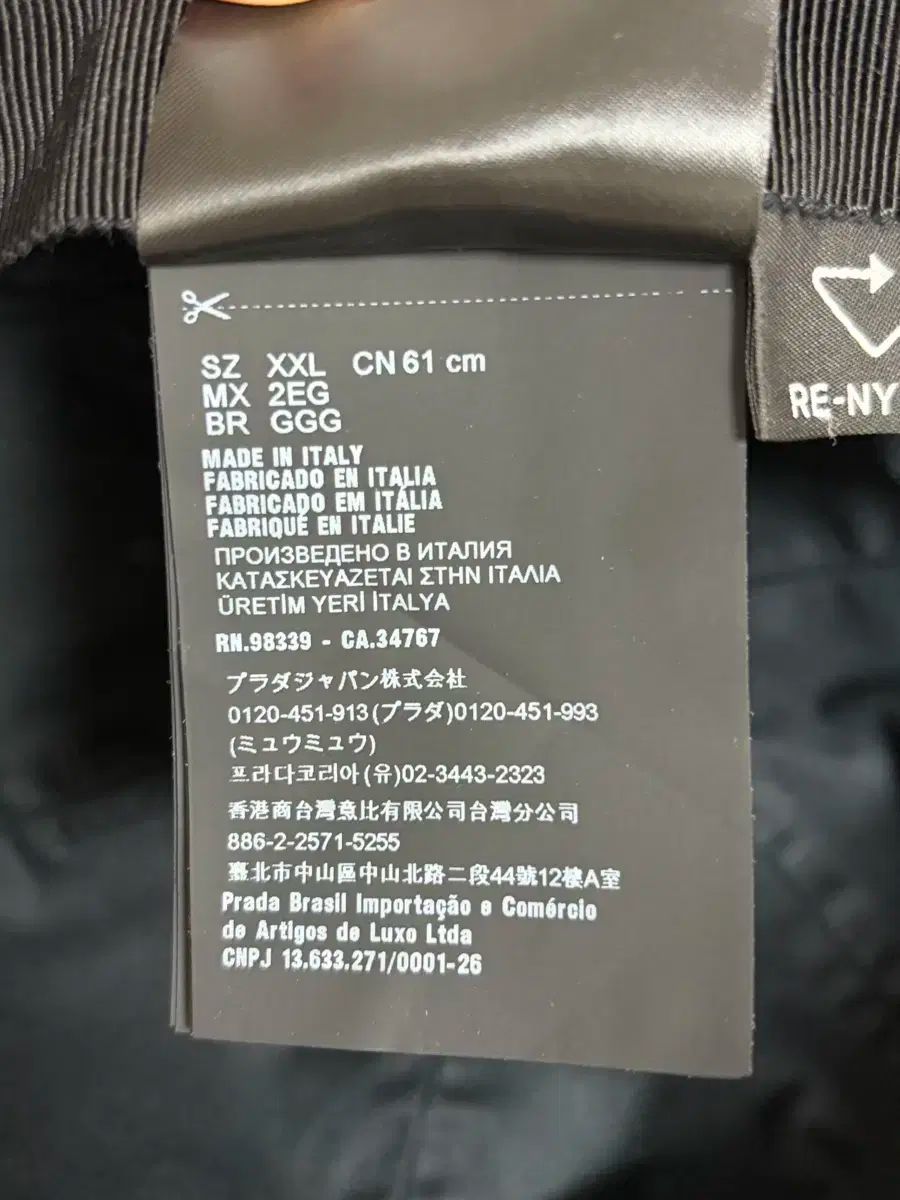 SZ XXL CN 61 cm
MX 2EG
BR GGG
MADE IN ITALY
FABRICADO EN ITALIA
FABRICADO EM ITÁLIA
FABRIQUÉ EN ITALIE
ПРОИЗВЕДЕНО В ИТАЛИЯ
ΚΑΤΑΣΚΕΥΑΖΕΤΑΙ ΣΤΗΝ ΙΤΑΛΙΑ
ÜRETİM YERİ İTALYA
RN.98339 - CA.34767
プラダジャパン株式会社
0120-451-913(プラダ)0120-451-993
(ミュウミュウ)
프라다코리아(유)02-3443-2323
香港商台灣意比有限公司台灣分公司
886-2-2571-5255
臺北市中山區中山北路二段44號12樓A室
Prada Brasil Importação e Comércio
de Artigos de Luxo Ltda
CNPJ 13.633.271/0001-26
RE-NY